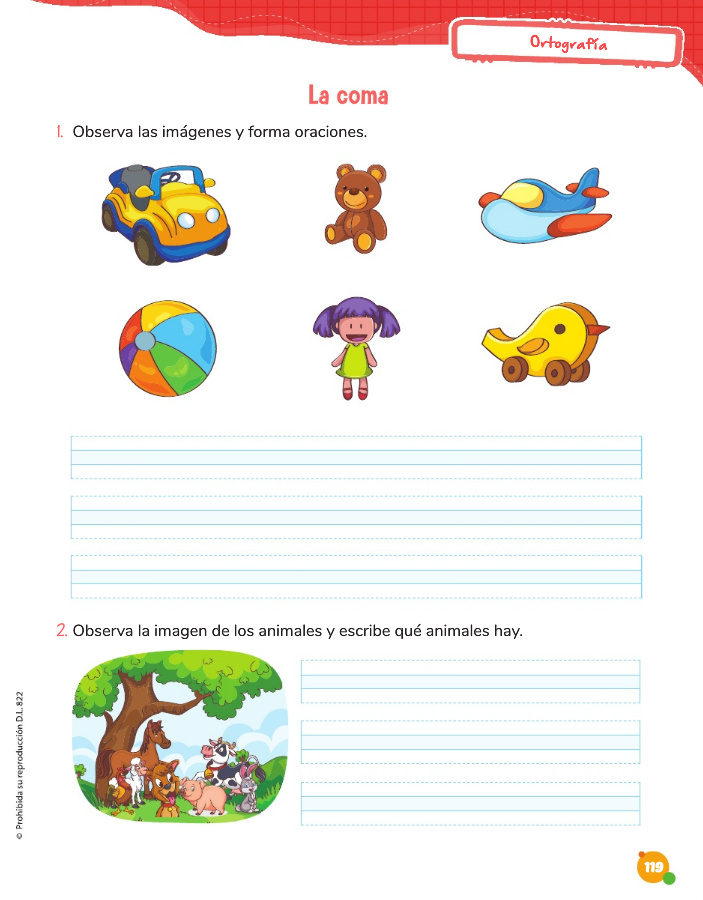 Ortografía
La coma
1. Observa las imágenes y forma oraciones.
2. Observa la imagen de los animales y escribe qué animales hay.
© Prohibida su reproducción D.L. 822
119